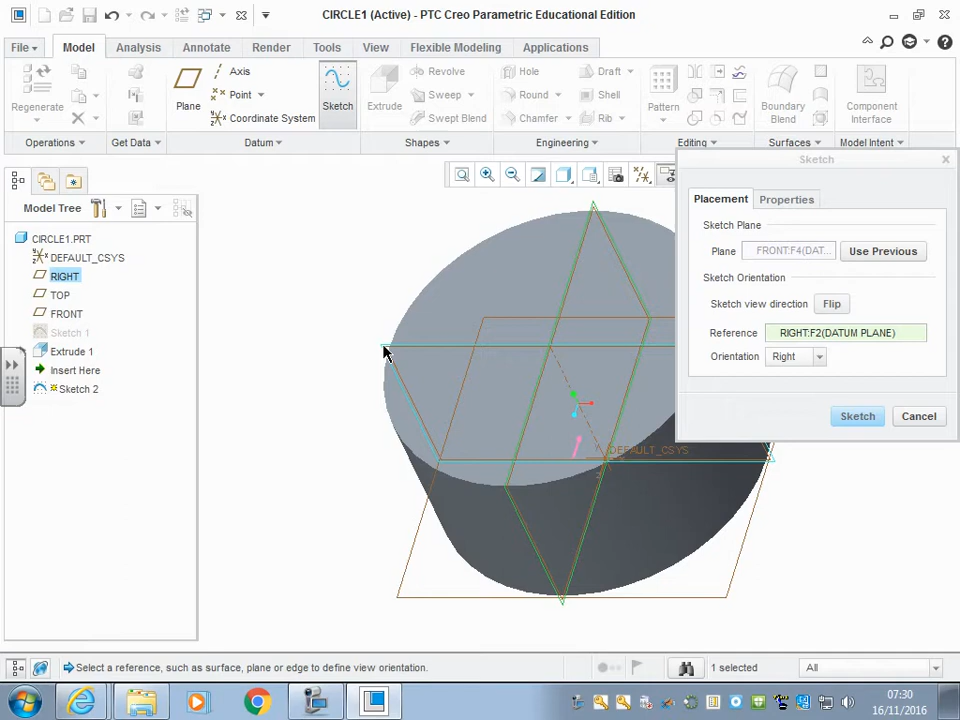 CIRCLE1 (Active) - PTC Creo Parametric Educational Edition
File Model Analysis Annotate Render Tools View Flexible Modeling Applications
Regenerate
Operations
Get Data
Plane
Axis
Point
Coordinate System
Sketch
Datum
Extrude
Revolve
Sweep
Swept Blend
Shapes
Hole
Round
Chamfer
Draft
Shell
Rib
Engineering
Pattern
Editing
Boundary
Blend
Surfaces
Component
Interface
Model Intent
Model Tree
CIRCLE1.PRT
DEFAULT_CSYS
RIGHT
TOP
FRONT
Sketch 1
Extrude 1
Insert Here
Sketch 2
DEFAULT_CSYS
Sketch
Placement Properties
Sketch Plane
Plane FRONT:F4(DAT... Use Previous
Sketch Orientation
Sketch view direction Flip
Reference RIGHT:F2(DATUM PLANE)
Orientation Right
Sketch Cancel
Select a reference, such as surface, plane or edge to define view orientation.
1 selected
All
07:30
16/11/2016